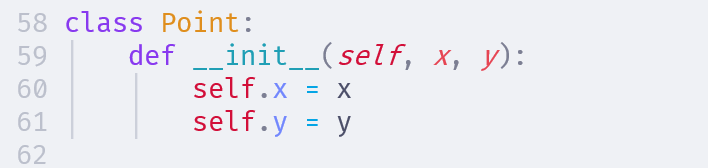 58 class Point:
59     def __init__(self, x, y):
60         self.x = x
61         self.y = y
62